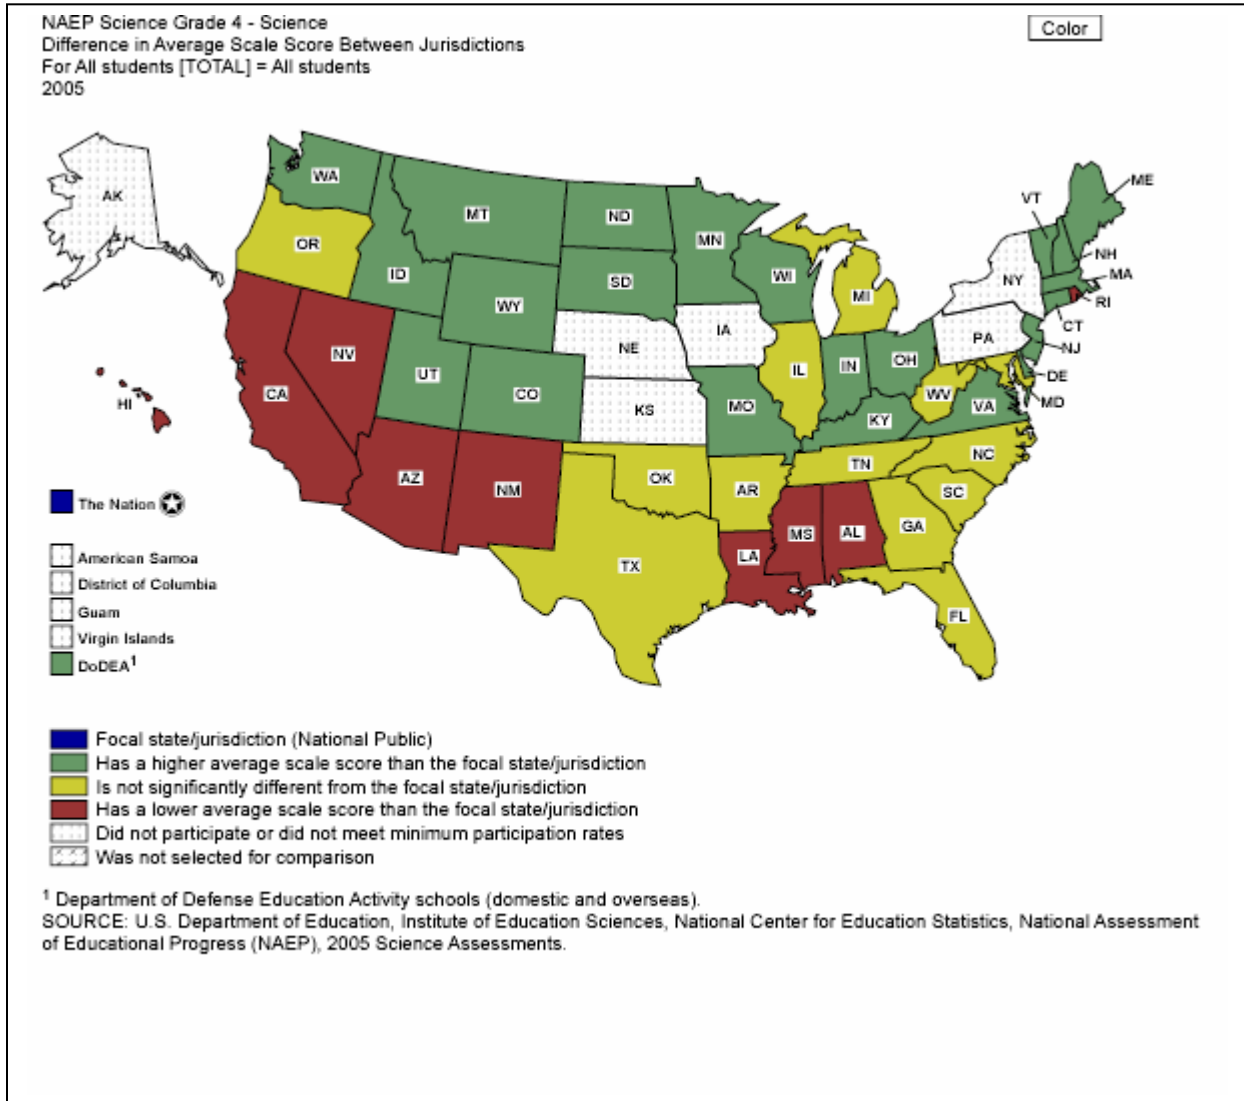 NAEP Science Grade 4 - Science
Difference in Average Scale Score Between Jurisdictions
For All students [TOTAL] = All students
2005
Color
AK
WA
MT
ND
MN
VT
ME
OR
ID
WY
SD
WI
MI
NY
NH
MA
RI
CT
NJ
DE
MD
NV
CA
UT
CO
NE
IA
KS
MO
IL
IN
OH
PA
WV
VA
KY
HI
AZ
NM
OK
AR
TN
NC
SC
GA
MS
AL
LA
TX
FL
The Nation
American Samoa
District of Columbia
Guam
Virgin Islands
DoDEA1
Focal state/jurisdiction (National Public)
Has a higher average scale score than the focal state/jurisdiction
Is not significantly different from the focal state/jurisdiction
Has a lower average scale score than the focal state/jurisdiction
Did not participate or did not meet minimum participation rates
Was not selected for comparison
1 Department of Defense Education Activity schools (domestic and overseas).
SOURCE: U.S. Department of Education, Institute of Education Sciences, National Center for Education Statistics, National Assessment
of Educational Progress (NAEP), 2005 Science Assessments.